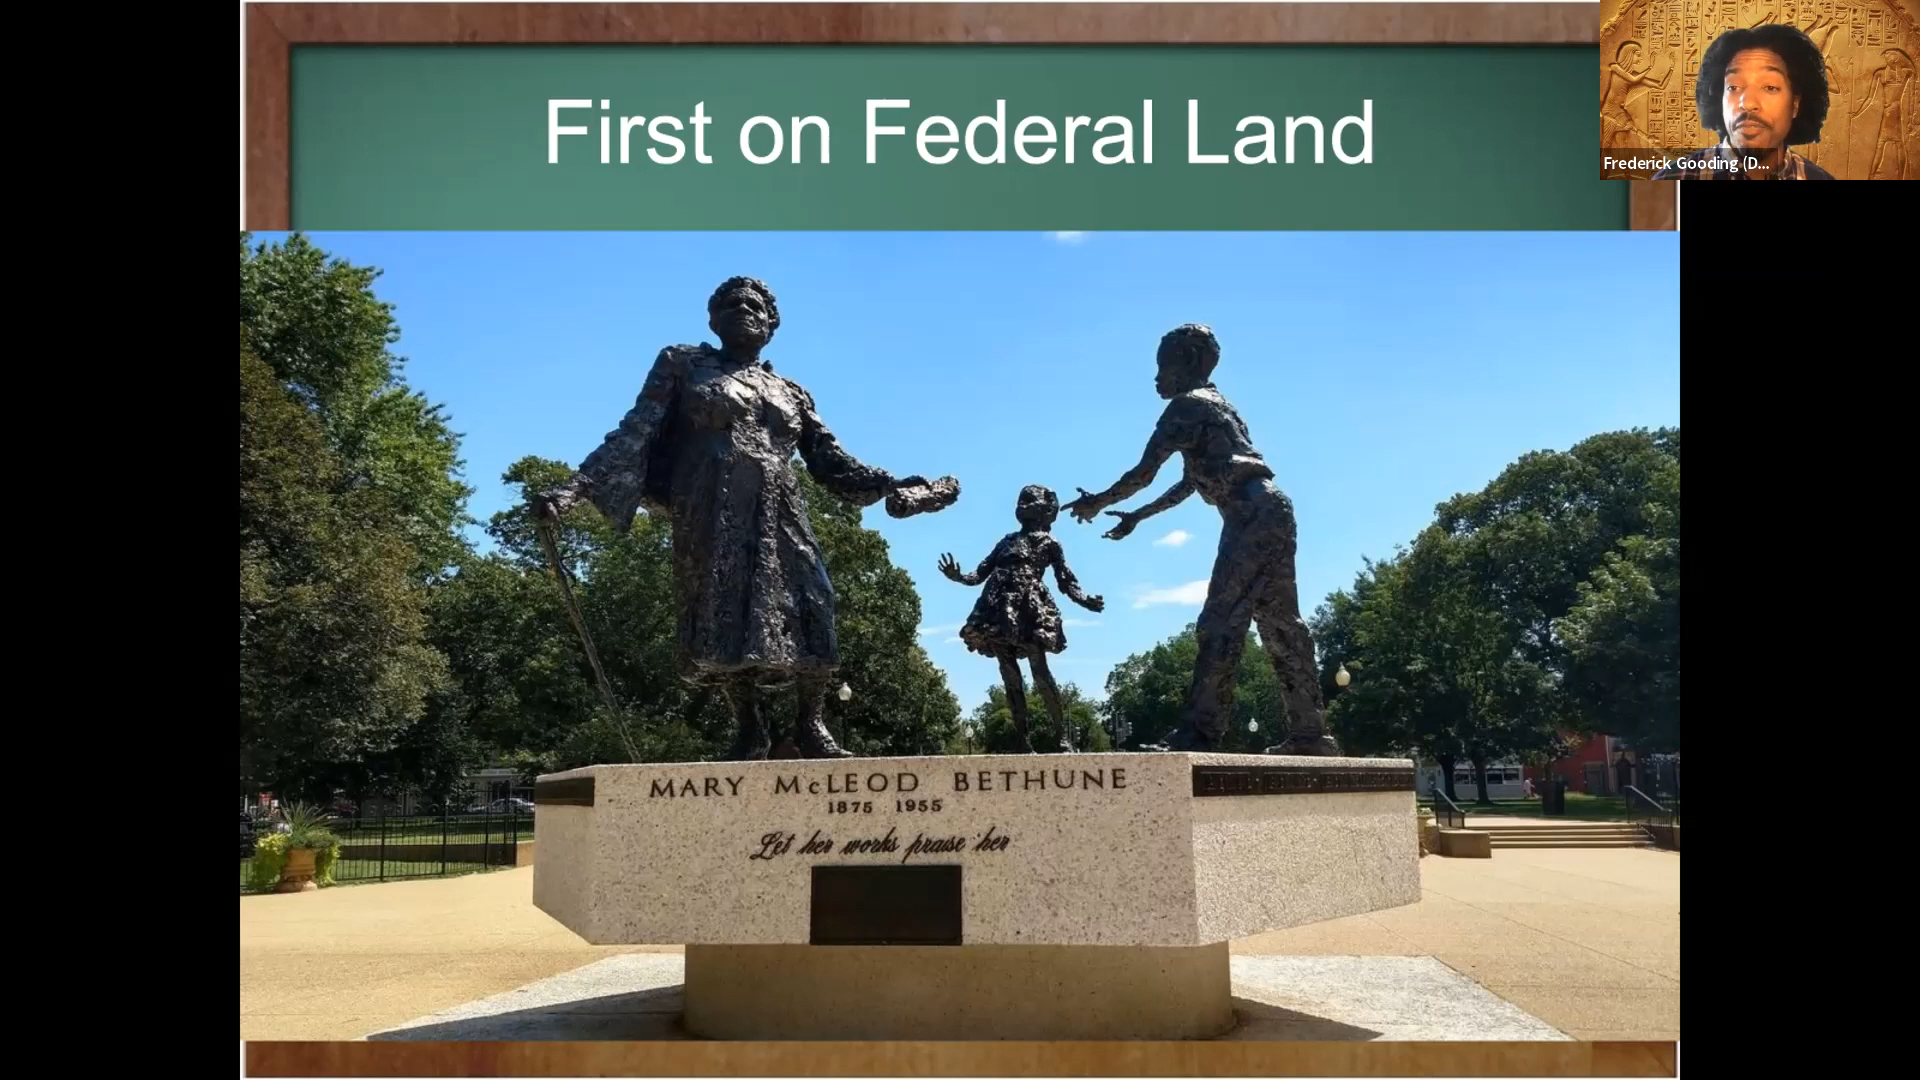 First on Federal Land
Frederick Gooding (D...
MARY McLEOD BETHUNE
1875 1955
Let her works praise her